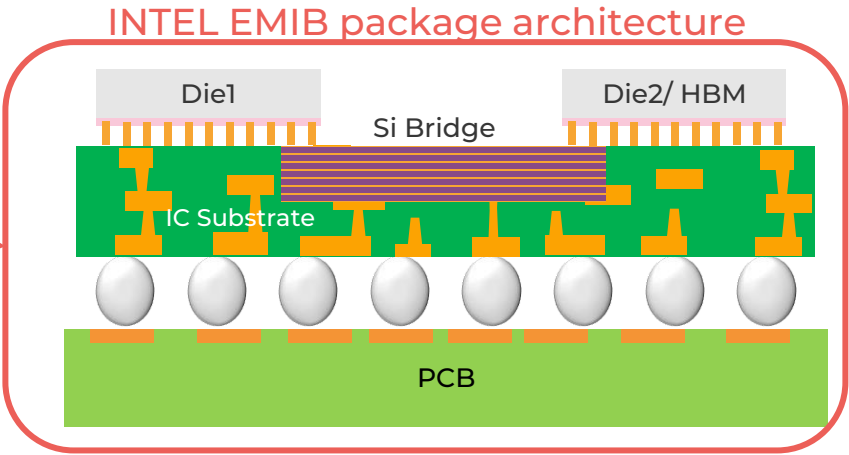 INTEL EMIB package architecture
Die1
Die2/ HBM
Si Bridge
IC Substrate
PCB